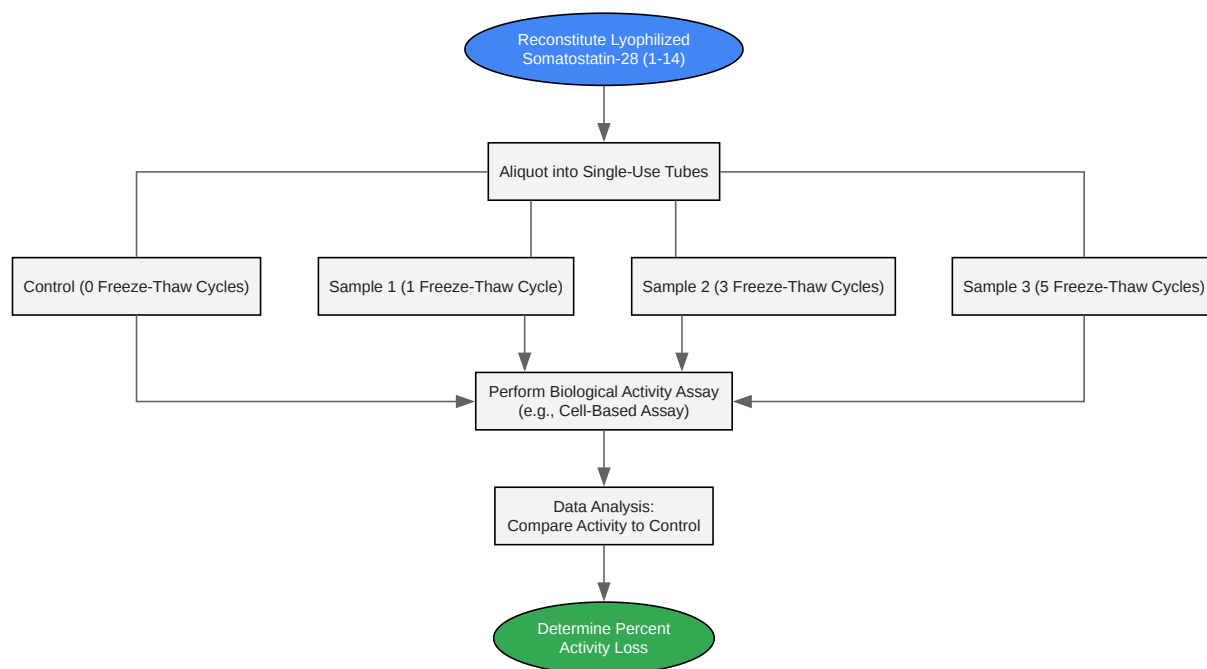 Reconstitute Lyophilized
Somatostatin-28 (1-14)
Aliquot into Single-Use Tubes
Control (0 Freeze-Thaw Cycles)
Sample 1 (1 Freeze-Thaw Cycle)
Sample 2 (3 Freeze-Thaw Cycles)
Sample 3 (5 Freeze-Thaw Cycles)
Perform Biological Activity Assay
(e.g., Cell-Based Assay)
Data Analysis:
Compare Activity to Control
Determine Percent
Activity Loss